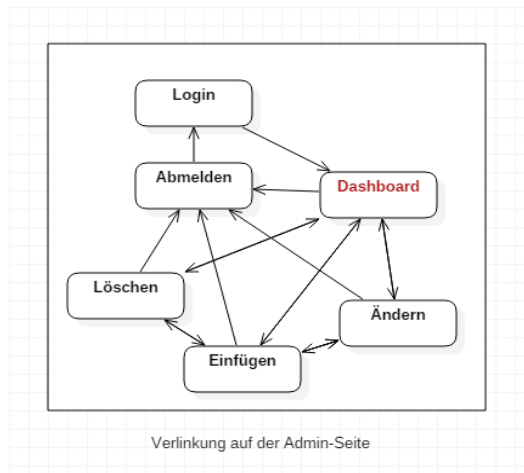 Login
Abmelden
Dashboard
Löschen
Ändern
Einfügen
Verlinkung auf der Admin-Seite